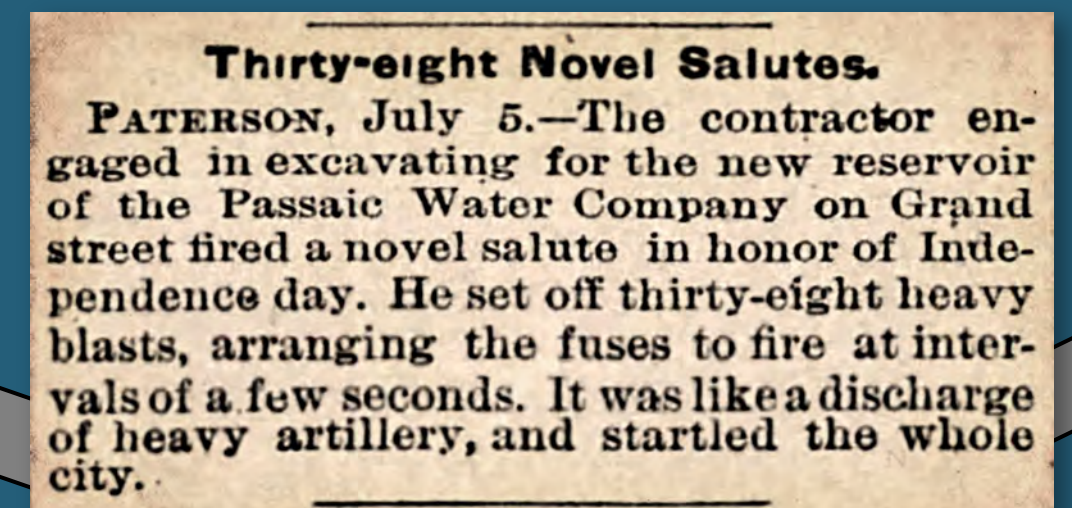 Thirty-eight Novel Salutes.
PATERSON, July 5.—The contractor en-
gaged in excavating for the new reservoir
of the Passaic Water Company on Grand
street fired a novel salute in honor of Inde-
pendence day. He set off thirty-eight heavy
blasts, arranging the fuses to fire at inter-
vals of a few seconds. It was like a discharge
of heavy artillery, and startled the whole
city.